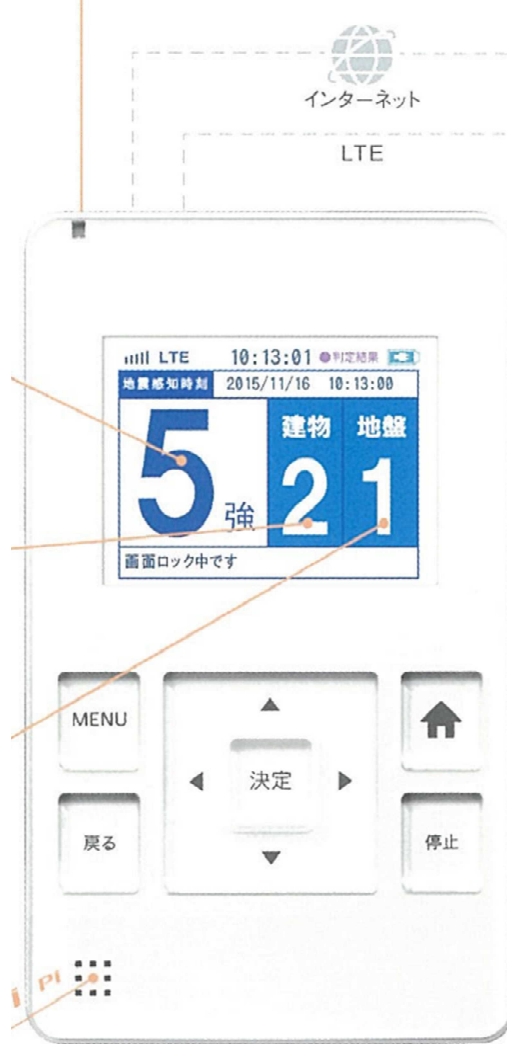 インターネット
LTE
LTE 10:13:01 ●判定結果
地震感知時刻 2015/11/16 10:13:00
5強 建物 2 地盤 1
画面ロック中です
MENU
決定
戻る
停止
i PI